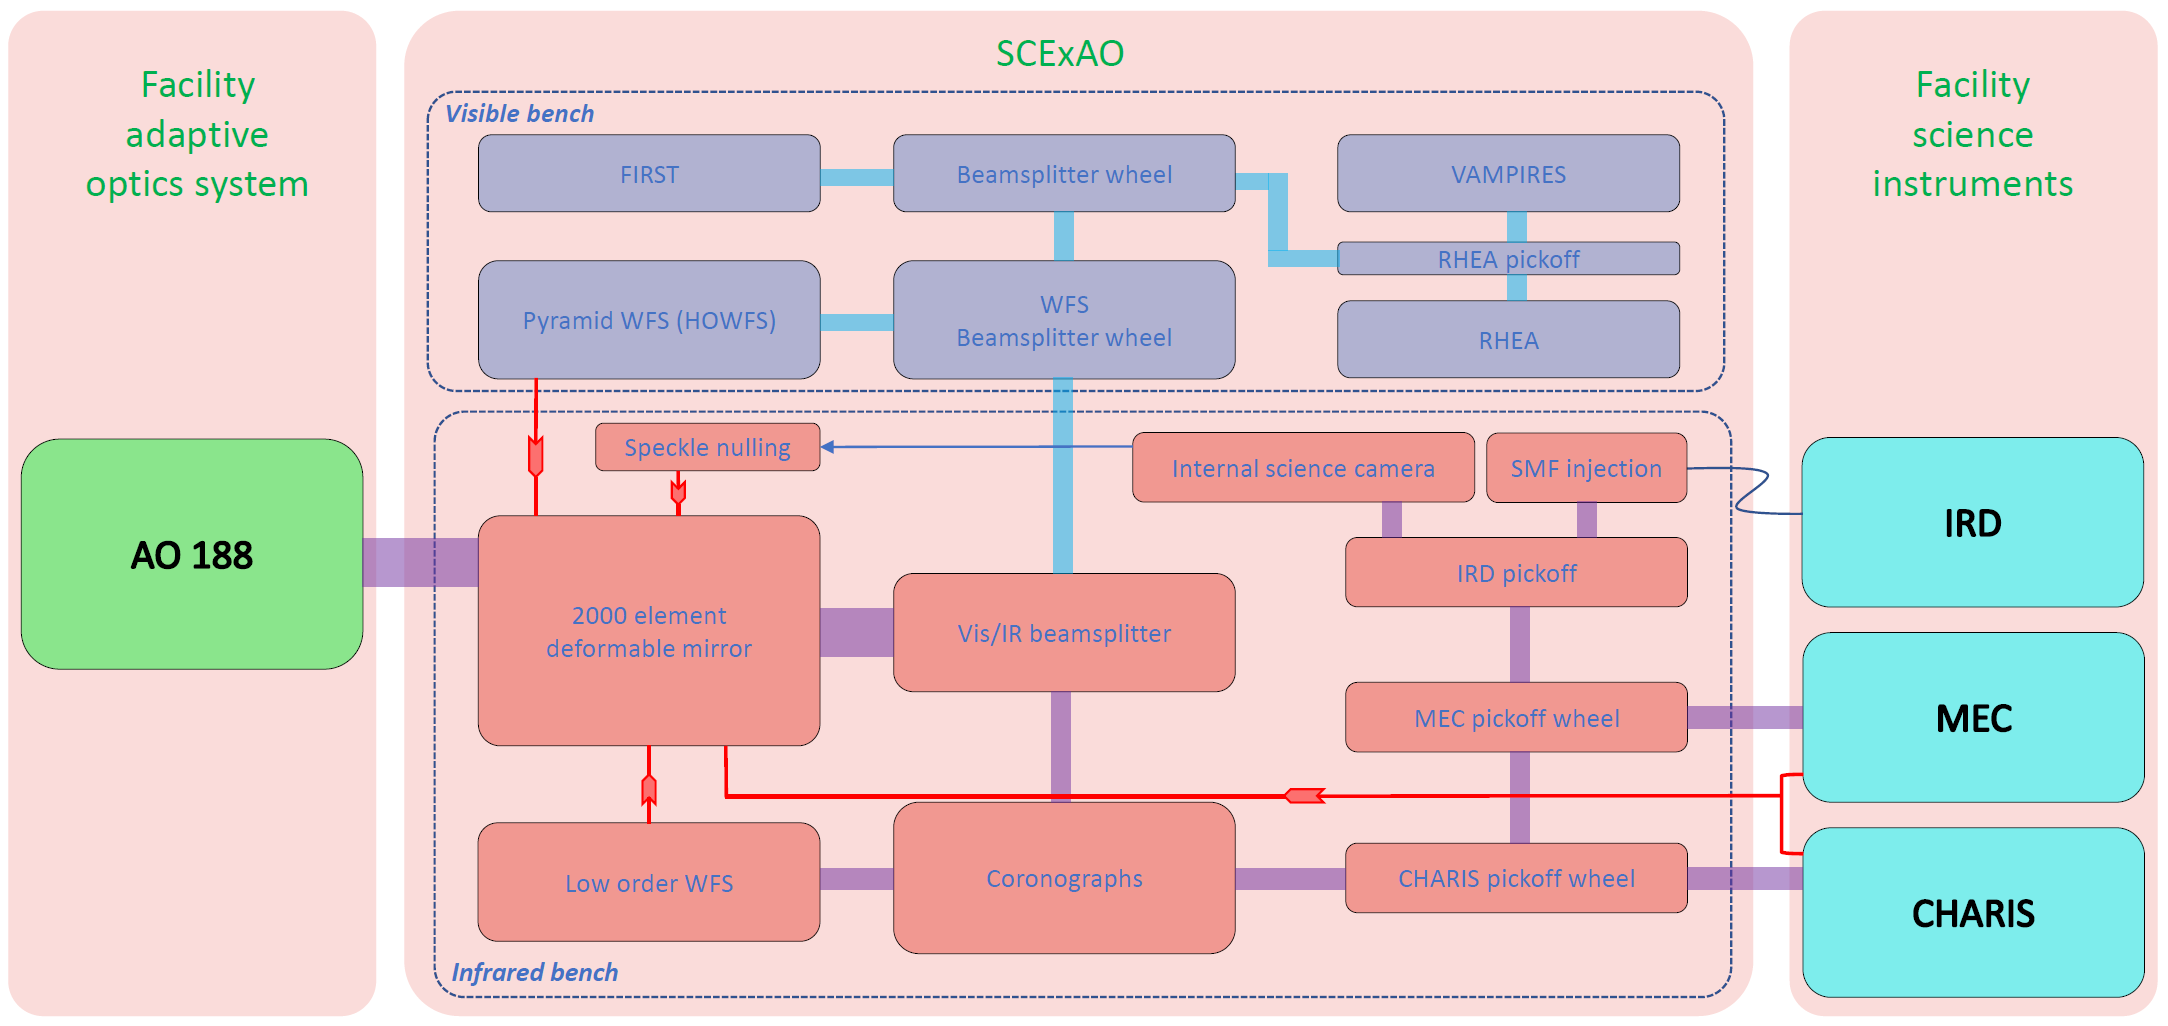 Facility
adaptive
optics system
AO 188
SCExAO
Visible bench
FIRST
Beamsplitter wheel
VAMPIRES
RHEA pickoff
Pyramid WFS (HOWFS)
WFS
Beamsplitter wheel
RHEA
Speckle nulling
Internal science camera
SMF injection
IRD pickoff
2000 element
deformable mirror
Vis/IR beamsplitter
MEC pickoff wheel
Low order WFS
Coronographs
CHARIS pickoff wheel
Infrared bench
Facility
science
instruments
IRD
MEC
CHARIS